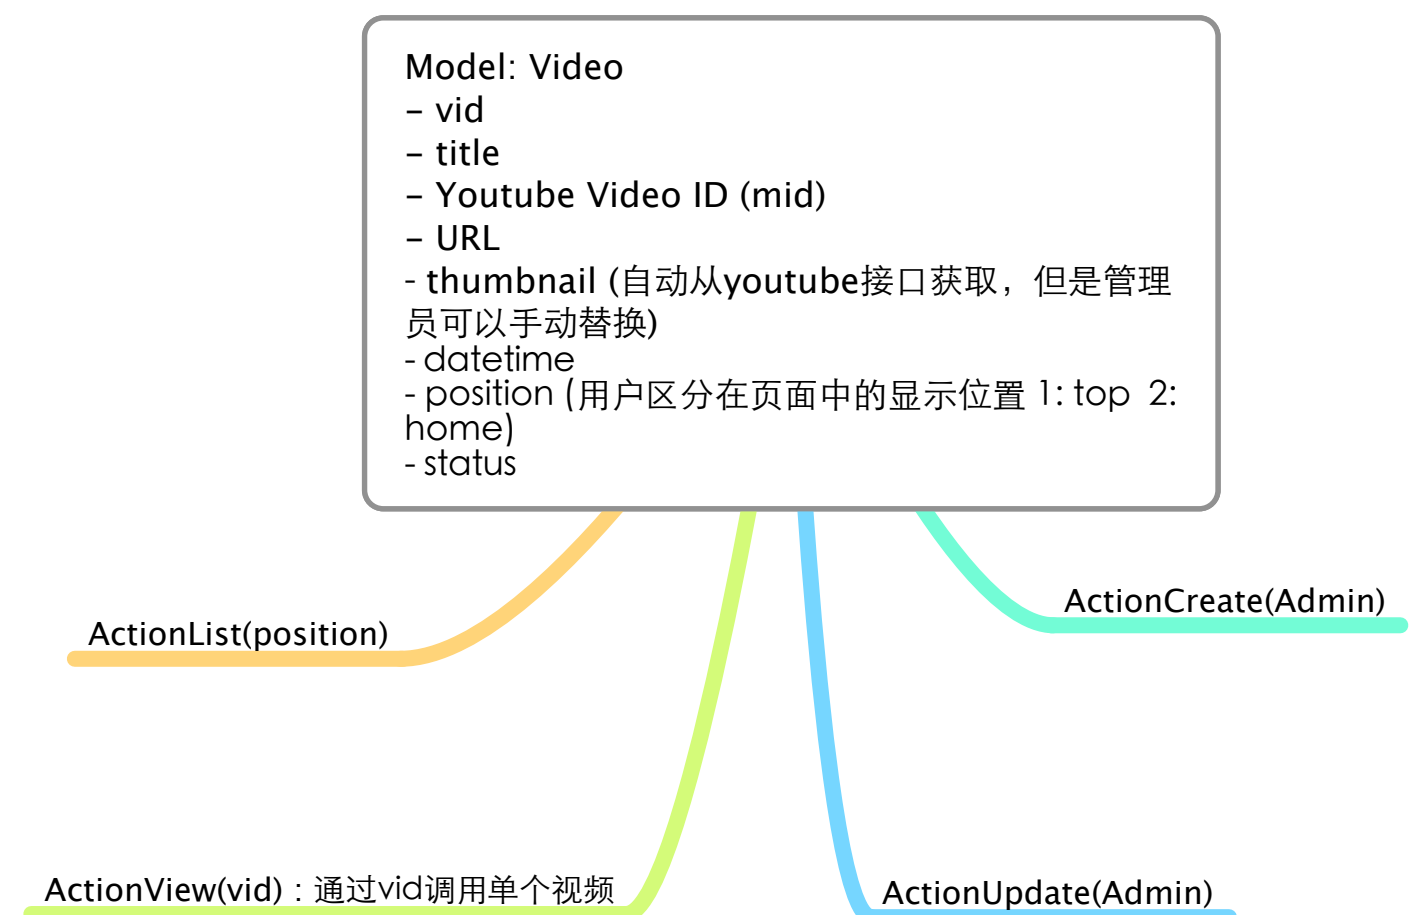 Model: Video
- vid
- title
- Youtube Video ID (mid)
- URL
- thumbnail (自动从youtube接口获取，但是管理
员可以手动替换)
- datetime
- position (用户区分在页面中的显示位置 1: top  2:
home)
- status
ActionCreate(Admin)
ActionList(position)
ActionView(vid) : 通过vid调用单个视频
ActionUpdate(Admin)